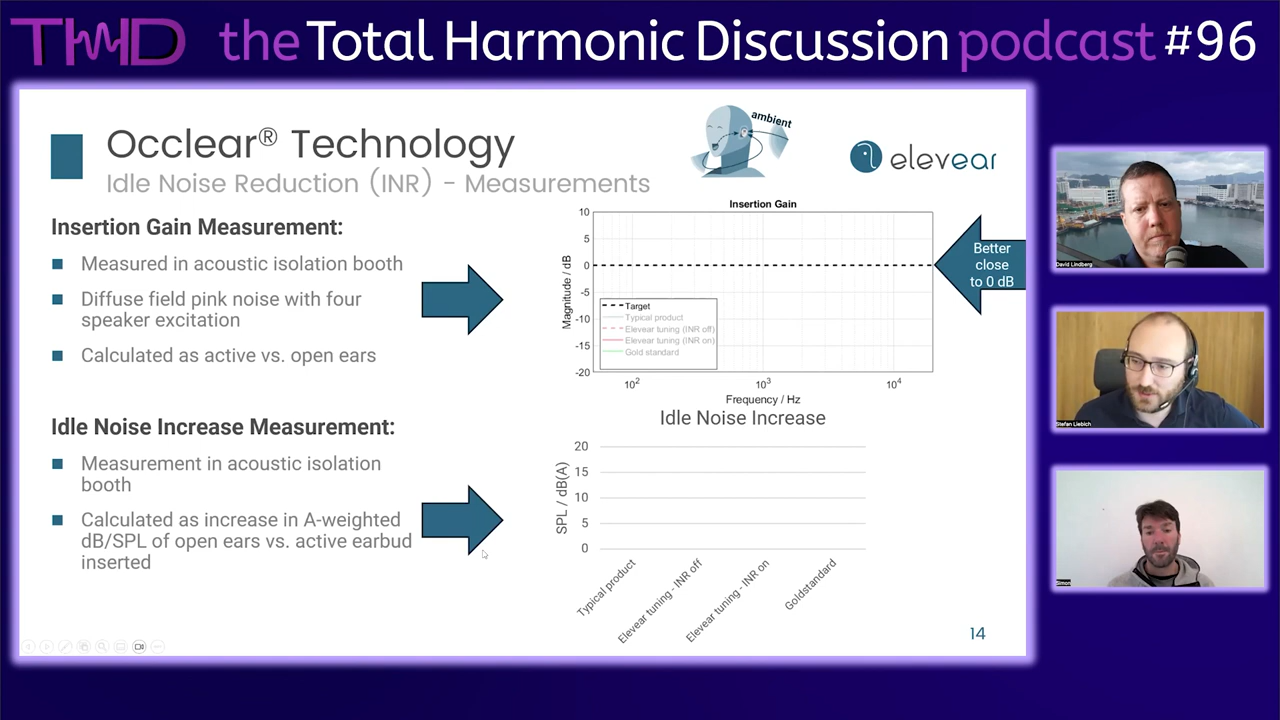 THD the Total Harmonic Discussion podcast #96
Occlear® Technology
Idle Noise Reduction (INR) - Measurements
ambient
elevear
Insertion Gain Measurement:
Measured in acoustic isolation booth
Diffuse field pink noise with four
speaker excitation
Calculated as active vs. open ears
Insertion Gain
10
5
0
-5
-10
-15
-20
Magnitude / dB
Target
Typical product
Elevear tuning (INR off)
Elevear tuning (INR on)
Gold standard
10²
10³
10⁴
Frequency / Hz
Better
close
to 0 dB
Idle Noise Increase Measurement:
Measurement in acoustic isolation
booth
Calculated as increase in A-weighted
dB/SPL of open ears vs. active earbud
inserted
Idle Noise Increase
20
15
10
5
0
SPL / dB(A)
Typical product
Elevear tuning - INR off
Elevear tuning - INR on
Goldstandard
14
David Lindberg
Stefan Liebich
Simon